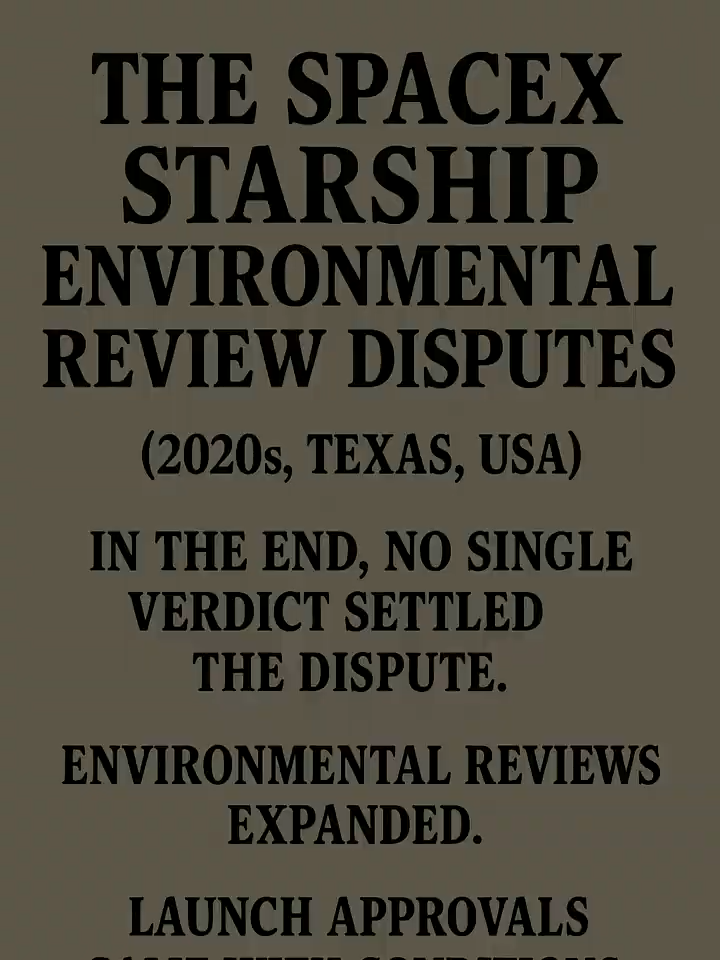 THE SPACEX
STARSHIP
ENVIRONMENTAL
REVIEW DISPUTES
(2020s, TEXAS, USA)
IN THE END, NO SINGLE
VERDICT SETTLED
THE DISPUTE.
ENVIRONMENTAL REVIEWS
EXPANDED.
LAUNCH APPROVALS